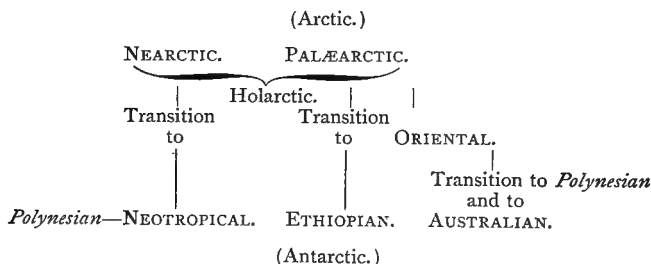 (Arctic.)
NEARCTIC. PALÆARCTIC.
Holarctic.
Transition Transition
to to ORIENTAL.
Transition to Polynesian
and to
Polynesian—NEOTROPICAL. ETHIOPIAN. AUSTRALIAN.
(Antarctic.)